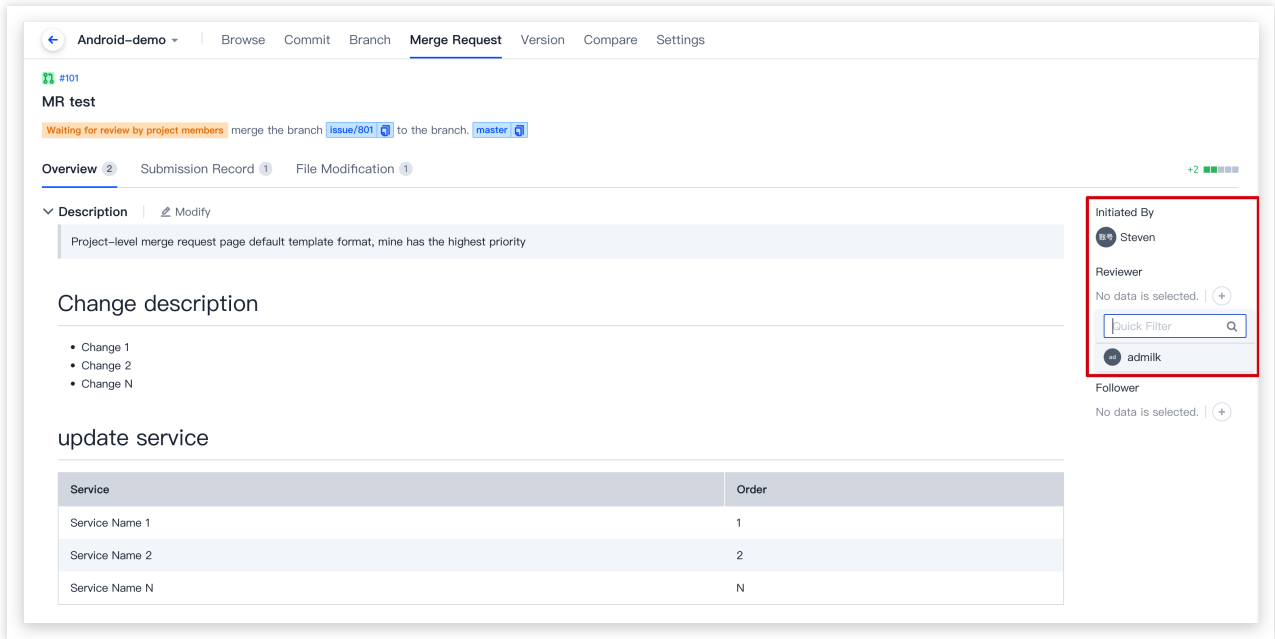 Android-demo Browse Commit Branch Merge Request Version Compare Settings
#101
MR test
Waiting for review by project members merge the branch issue/801 to the branch. master
Overview 2 Submission Record 1 File Modification 1 +2
Description Modify
Project-level merge request page default template format, mine has the highest priority
Change description
Change 1
Change 2
Change N
update service
Service Order
Service Name 1 1
Service Name 2 2
Service Name N N
Initiated By
账号 Steven
Reviewer
No data is selected.
Quick Filter
ad admilk
Follower
No data is selected.